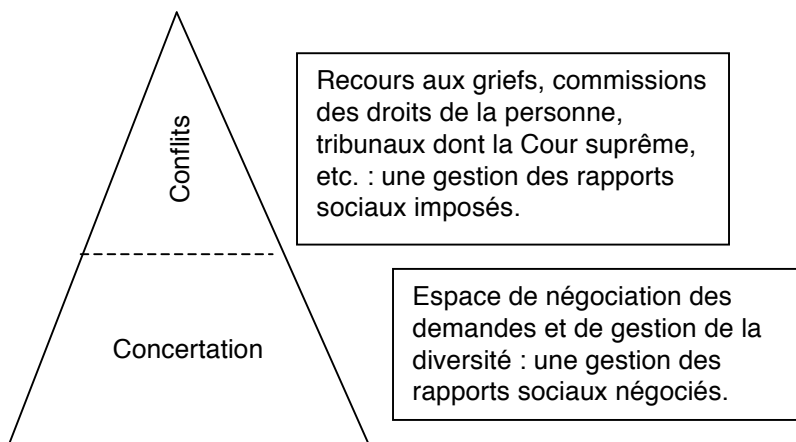 Conflits
Recours aux griefs, commissions
des droits de la personne,
tribunaux dont la Cour suprême,
etc. : une gestion des rapports
sociaux imposés.
Concertation
Espace de négociation des
demandes et de gestion de la
diversité : une gestion des
rapports sociaux négociés.